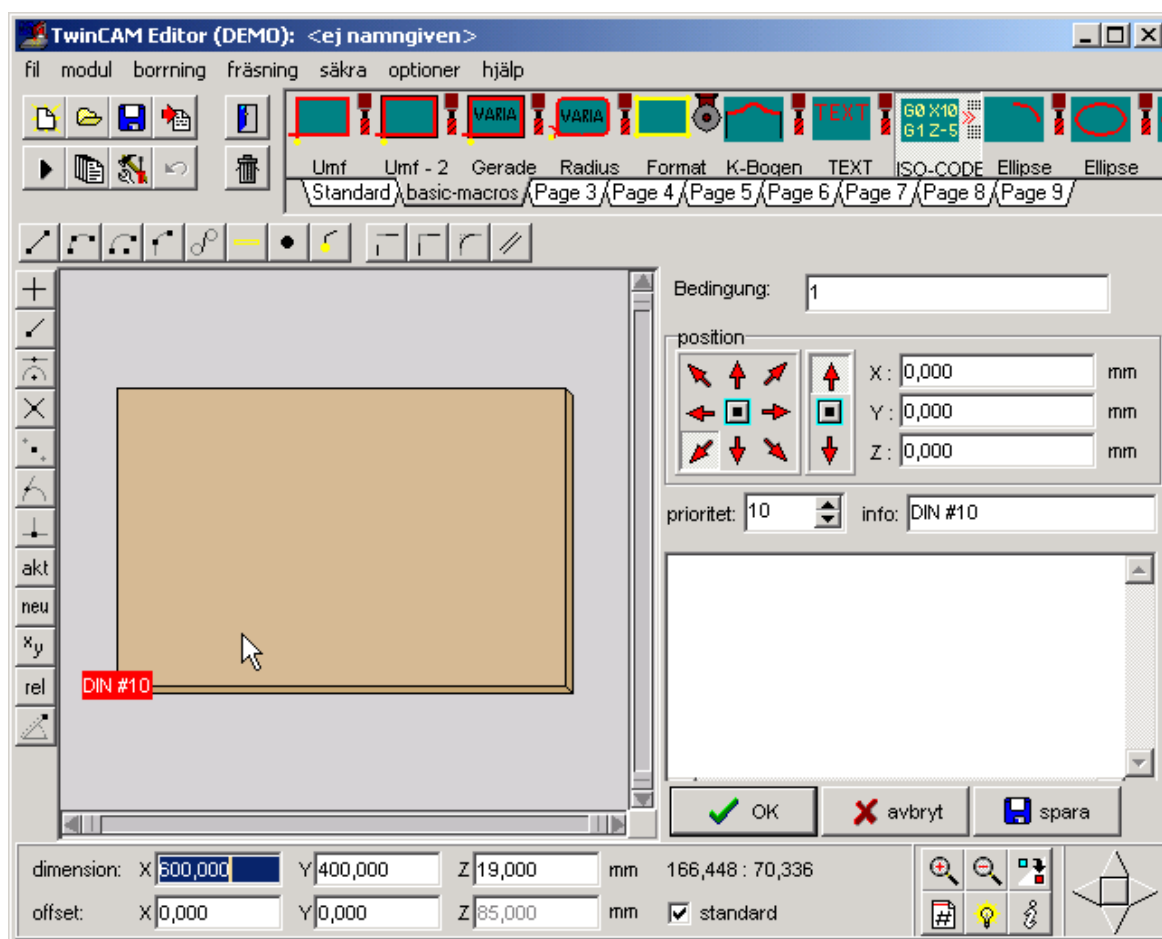 TwinCAM Editor (DEMO): <ej namngiven>
fil modul borrning fräsning säkra optioner hjälp
VARIA VARIA TEXT G0 X10
G1 Z-5
Umf Umf - 2 Gerade Radius Format K-Bogen TEXT ISO-CODE Ellipse Ellipse
Standard basic-macros Page 3 Page 4 Page 5 Page 6 Page 7 Page 8 Page 9
Bedingung: 1
position
X : 0,000 mm
Y : 0,000 mm
Z : 0,000 mm
prioritet: 10 info: DIN #10
akt
neu
xy
rel
DIN #10
OK avbryt spara
dimension: X 600,000 Y 400,000 Z 19,000 mm 166,448 : 70,336
offset: X 0,000 Y 0,000 Z 85,000 mm standard